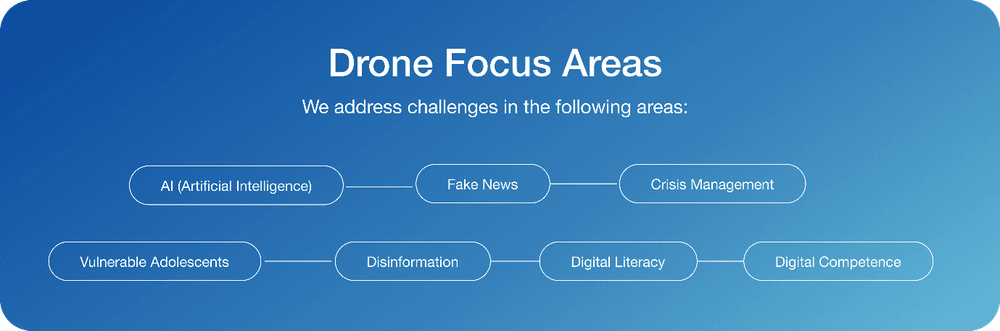 Drone Focus Areas
We address challenges in the following areas:
AI (Artificial Intelligence)
Fake News
Crisis Management
Vulnerable Adolescents
Disinformation
Digital Literacy
Digital Competence